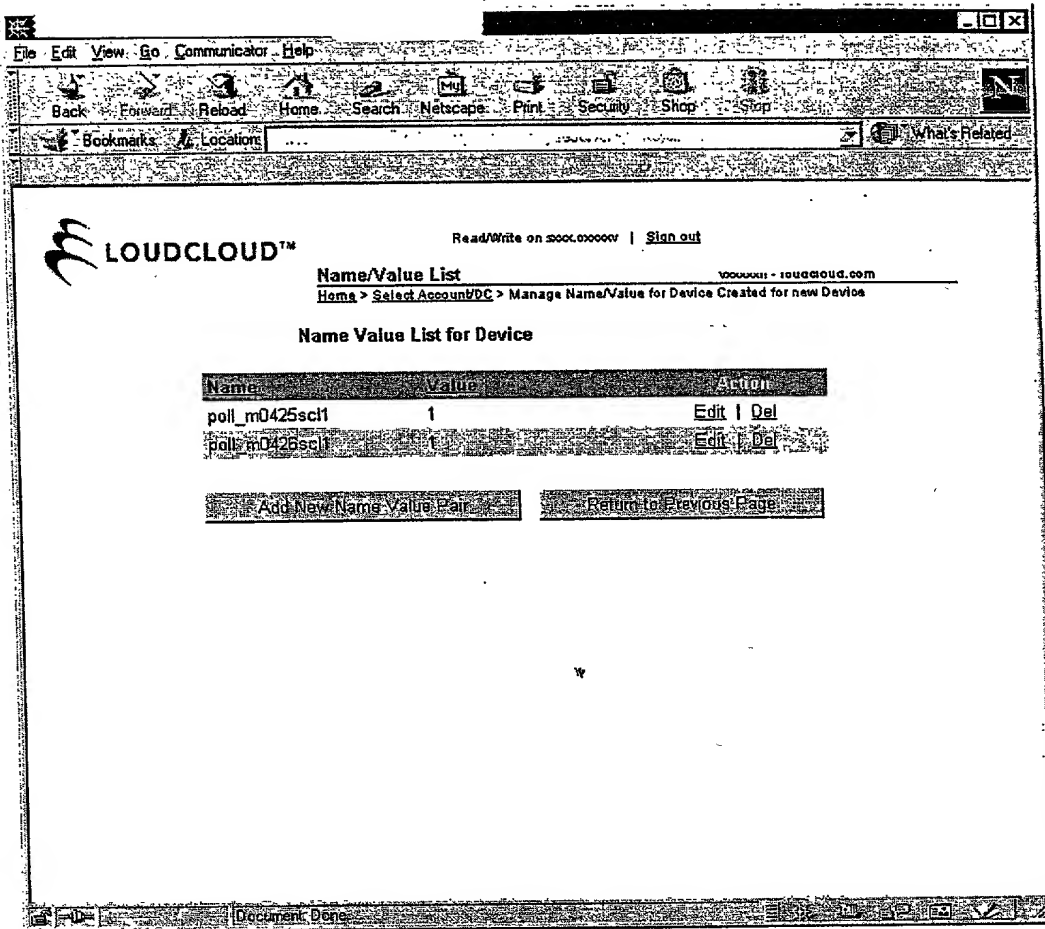 File Edit View Go Communicator Help
Back Forward Reload Home Search Netscape Print Security Shop Stop
My
N
Bookmarks Location: What's Related
LOUDCLOUD™
Read/Write on | Sign out
Name/Value List
Home > Select Account/DC > Manage Name/Value for Device Created for new Device
Name Value List for Device
Name Value Action
poll_m0425scl1 1 Edit | Del
poll_m0426scl1 1 Edit | Del
Add New Name Value Pair Return to Previous Page
Document: Done